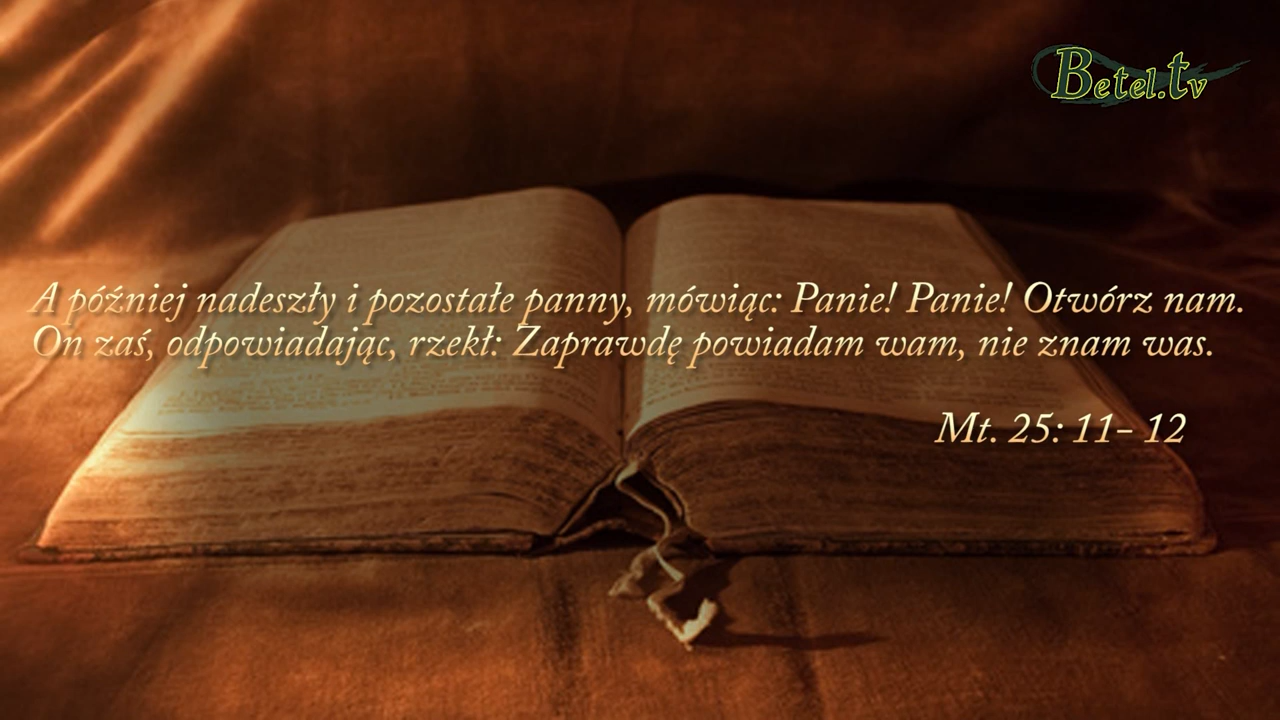 Betel.tv
A później nadeszły i pozostałe panny, mówiąc: Panie! Panie! Otwórz nam.
On zaś, odpowiadając, rzekł: Zaprawdę powiadam wam, nie znam was.
Mt. 25: 11- 12